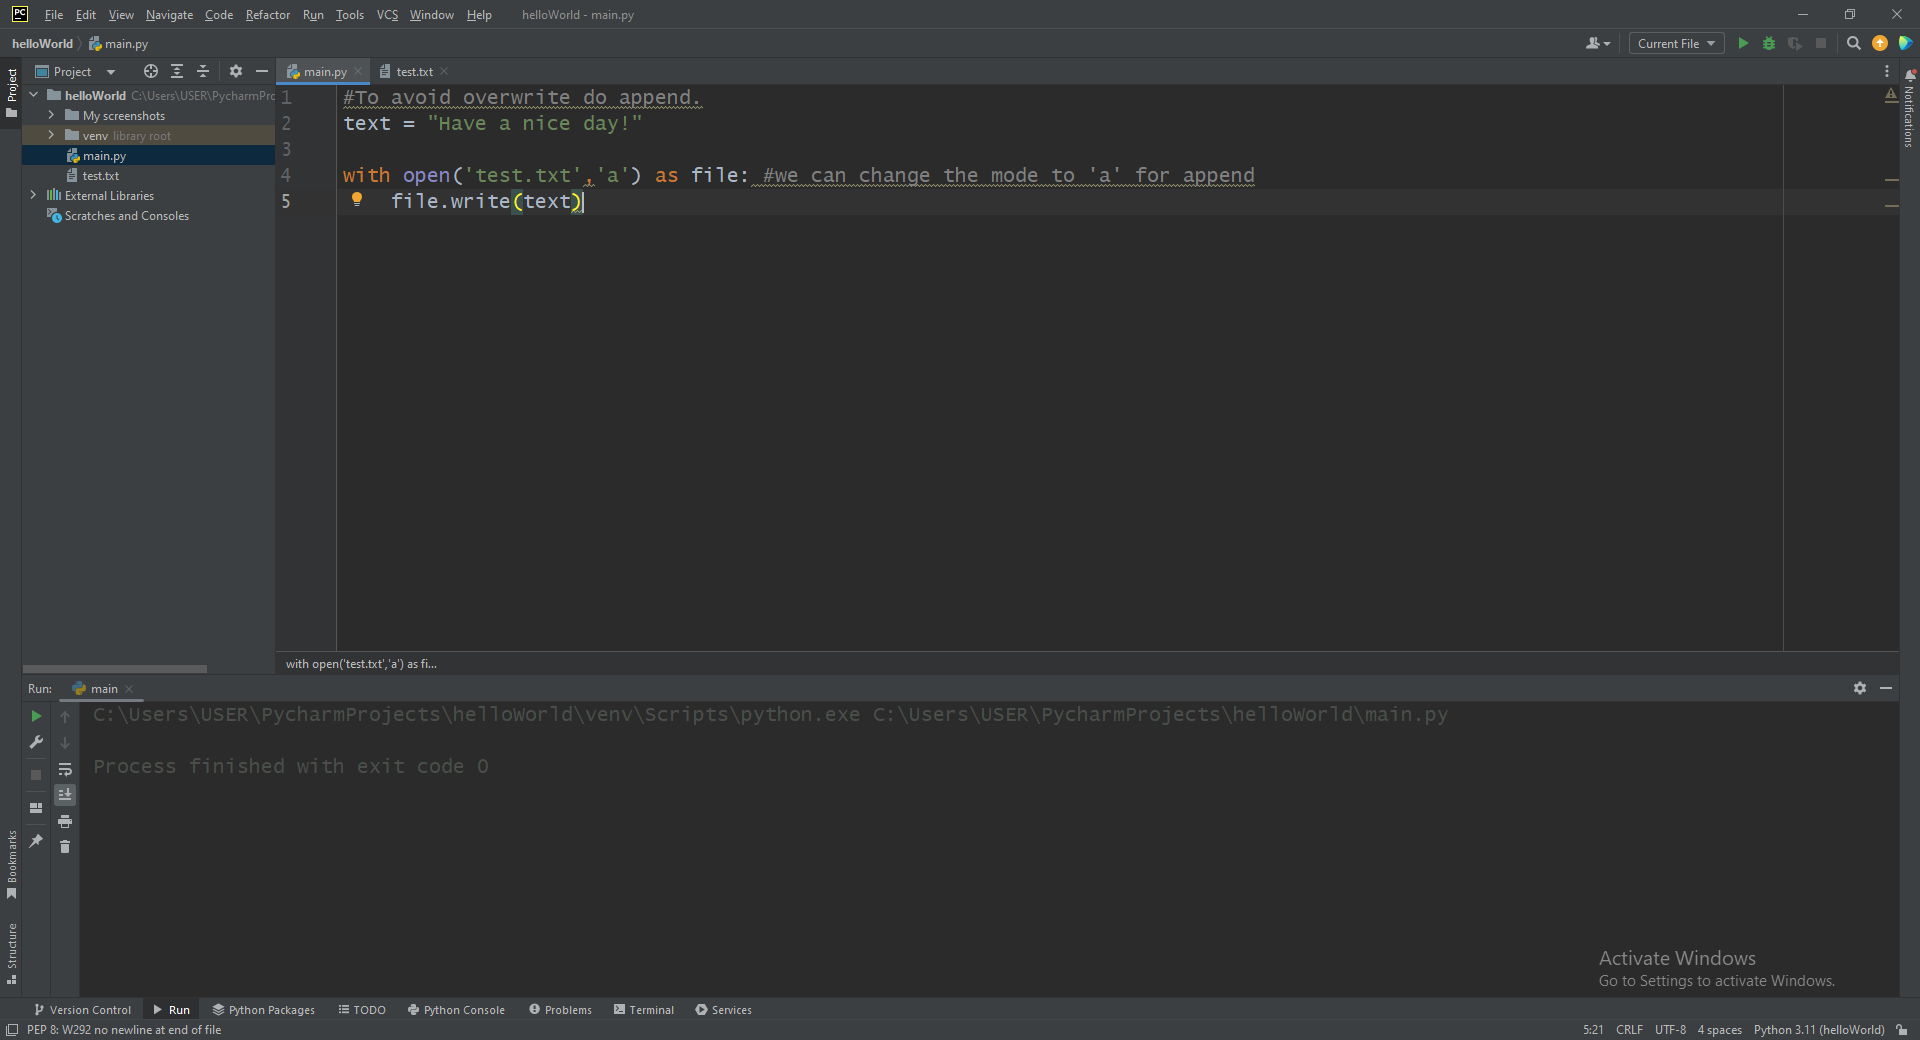 PC File Edit View Navigate Code Refactor Run Tools VCS Window Help helloWorld - main.py
helloWorld main.py Current File
Project main.py test.txt
Project
helloWorld C:\Users\USER\PycharmPro
My screenshots
venv library root
main.py
test.txt
External Libraries
Scratches and Consoles
1 #To avoid overwrite do append.
2 text = "Have a nice day!"
3
4 with open('test.txt','a') as file: #we can change the mode to 'a' for append
5 file.write(text)
Notifications
with open('test.txt','a') as fi...
Run: main
C:\Users\USER\PycharmProjects\helloWorld\venv\Scripts\python.exe C:\Users\USER\PycharmProjects\helloWorld\main.py
Process finished with exit code 0
Bookmarks
Structure
Activate Windows
Go to Settings to activate Windows.
Version Control Run Python Packages TODO Python Console Problems Terminal Services
PEP 8: W292 no newline at end of file 5:21 CRLF UTF-8 4 spaces Python 3.11 (helloWorld)